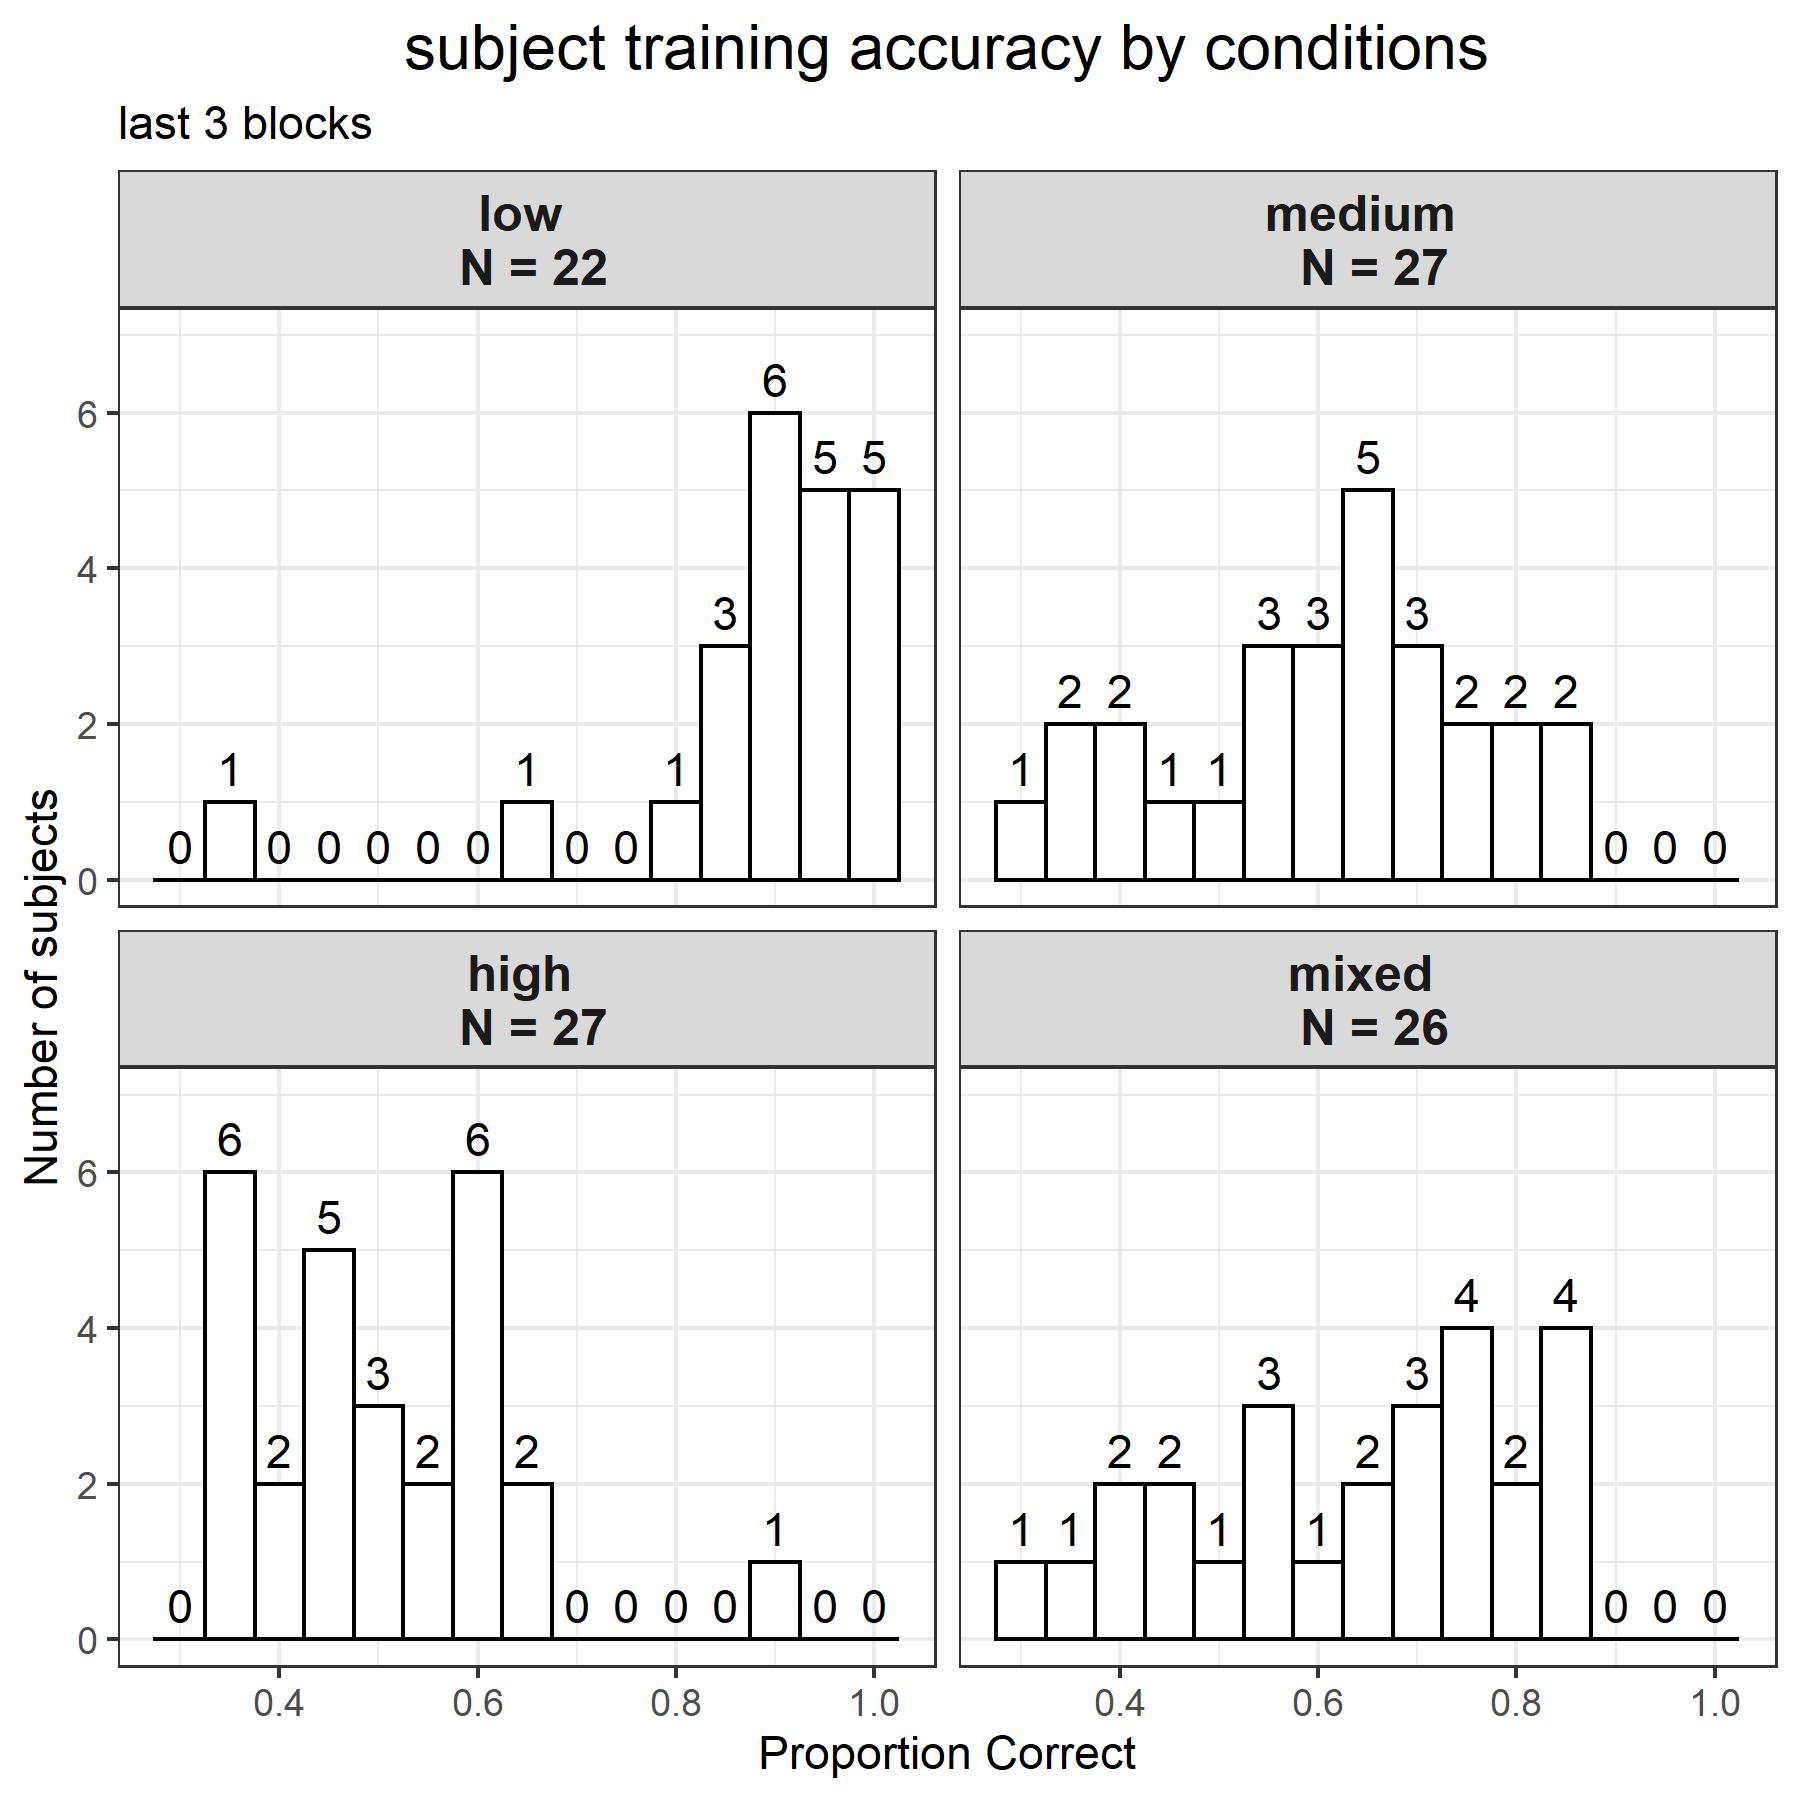 subject training accuracy by conditions
last 3 blocks
low
N = 22
medium
N = 27
6
5 5
3
1 1 1
0 0 0 0 0 0 0 0
5
3 3 3
2 2 2 2 2
1 1 1
0 0 0
6
4
2
0
high
N = 27
mixed
N = 26
6 6
5
3
2 2 2
1
0 0 0 0 0 0 0
4 4
3 3
2 2 2 2
1 1 1 1
0 0 0
6
4
2
0
0.4 0.6 0.8 1.0
0.4 0.6 0.8 1.0
Number of subjects
Proportion Correct